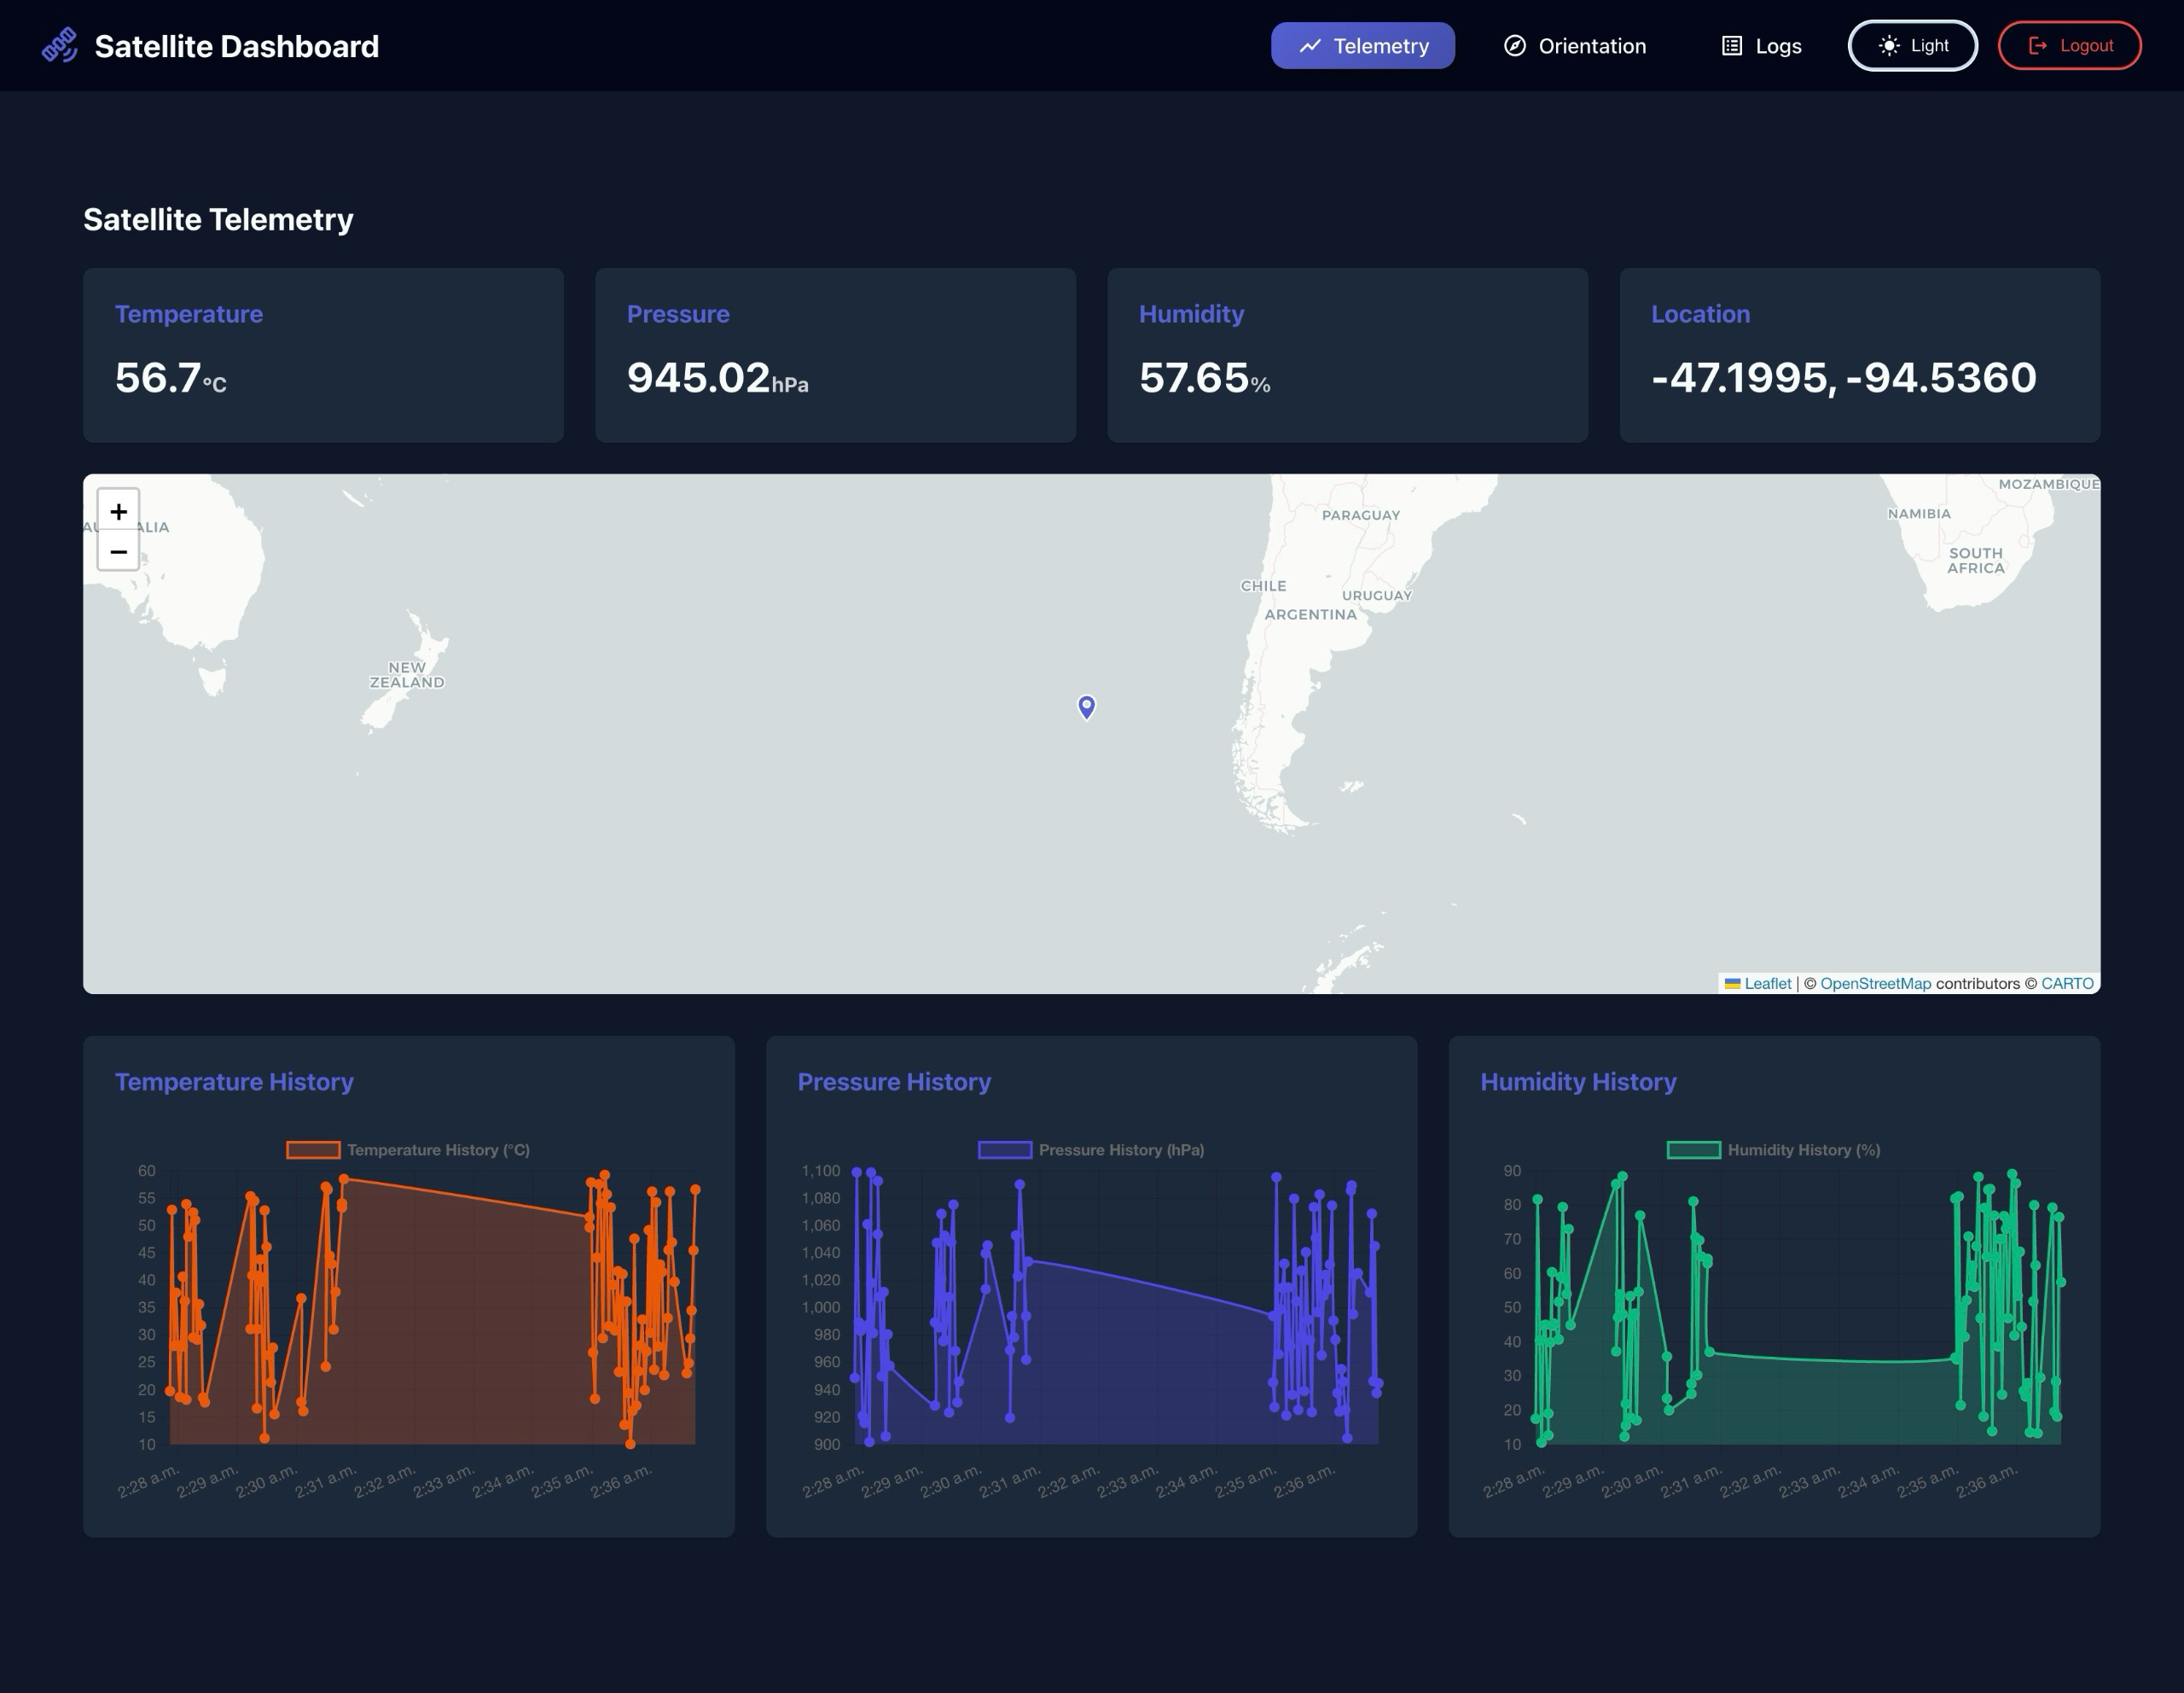 Satellite Dashboard
Telemetry
Orientation
Logs
Light
Logout
Satellite Telemetry
Temperature
56.7°C
Pressure
945.02hPa
Humidity
57.65%
Location
-47.1995, -94.5360
+
−
MOZAMBIQUE
NAMIBIA
PARAGUAY
SOUTH
AFRICA
CHILE
URUGUAY
ARGENTINA
NEW
ZEALAND
Leaflet | © OpenStreetMap contributors © CARTO
Temperature History
Temperature History (°C)
60
55
50
45
40
35
30
25
20
15
10
2:28 a.m.
2:29 a.m.
2:30 a.m.
2:31 a.m.
2:32 a.m.
2:33 a.m.
2:34 a.m.
2:35 a.m.
2:36 a.m.
Pressure History
Pressure History (hPa)
1,100
1,080
1,060
1,040
1,020
1,000
980
960
940
920
900
2:28 a.m.
2:29 a.m.
2:30 a.m.
2:31 a.m.
2:32 a.m.
2:33 a.m.
2:34 a.m.
2:35 a.m.
2:36 a.m.
Humidity History
Humidity History (%)
90
80
70
60
50
40
30
20
10
2:28 a.m.
2:29 a.m.
2:30 a.m.
2:31 a.m.
2:32 a.m.
2:33 a.m.
2:34 a.m.
2:35 a.m.
2:36 a.m.